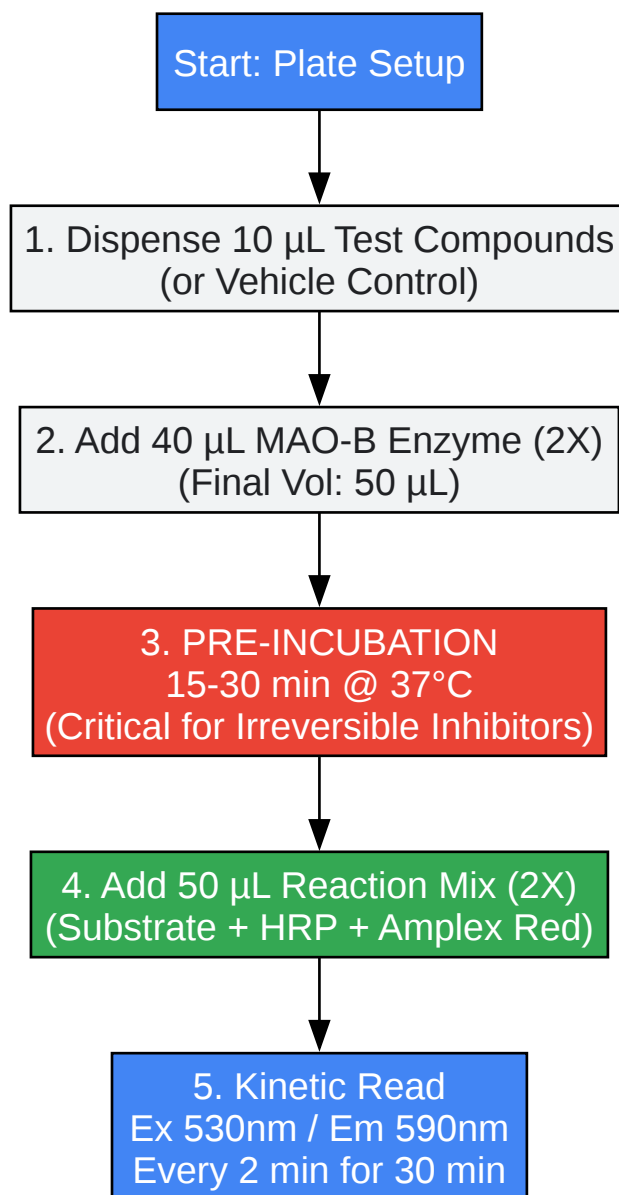 Start: Plate Setup
1. Dispense 10 µL Test Compounds
(or Vehicle Control)
2. Add 40 µL MAO-B Enzyme (2X)
(Final Vol: 50 µL)
3. PRE-INCUBATION
15-30 min @ 37°C
(Critical for Irreversible Inhibitors)
4. Add 50 µL Reaction Mix (2X)
(Substrate + HRP + Amplex Red)
5. Kinetic Read
Ex 530nm / Em 590nm
Every 2 min for 30 min